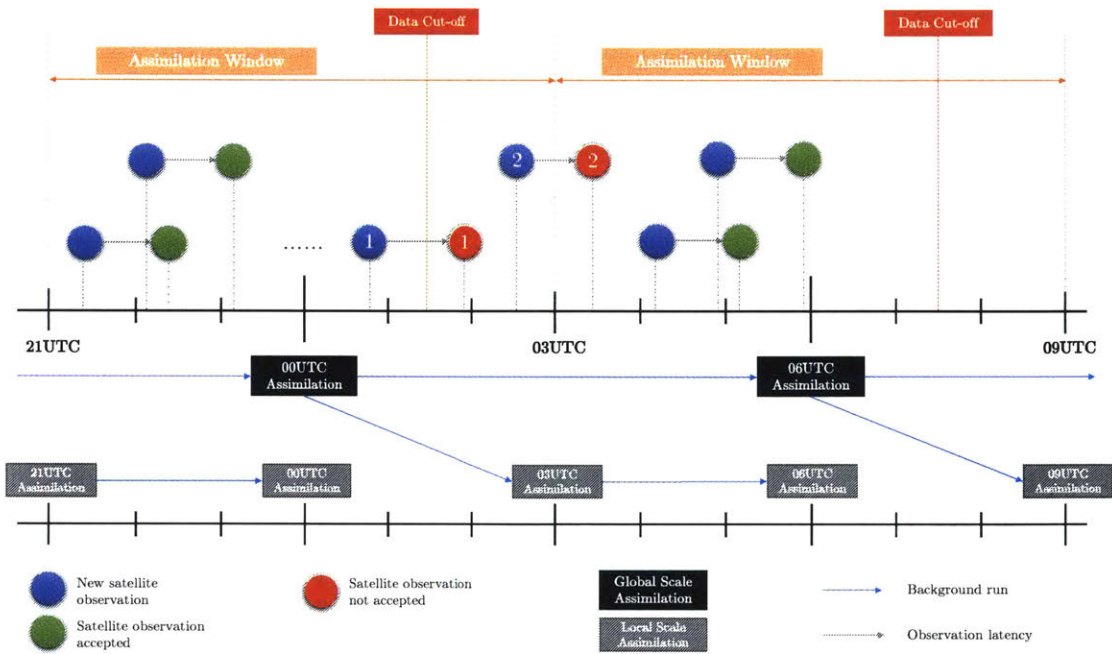 Data Cut-off
Data Cut-off
Assimilation Window
Assimilation Window
2
2
......
1
1
21UTC
03UTC
09UTC
00UTC
Assimilation
06UTC
Assimilation
21UTC
Assimilation
00UTC
Assimilation
03UTC
Assimilation
06UTC
Assimilation
09UTC
Assimilation
New satellite
observation
Satellite observation
not accepted
Global Scale
Assimilation
Background run
Satellite observation
accepted
Local Scale
Assimilation
Observation latency